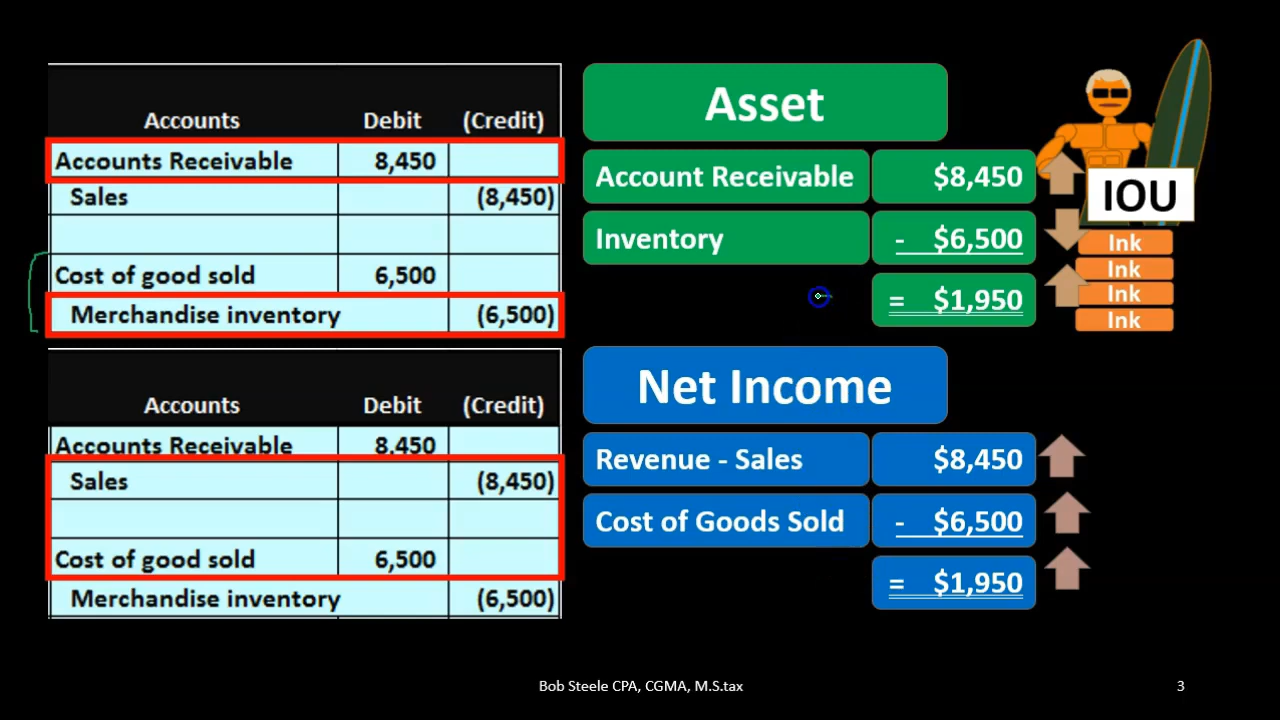 Accounts Debit (Credit)
Accounts Receivable 8,450
Sales (8,450)
Cost of good sold 6,500
Merchandise inventory (6,500)
Asset
Account Receivable $8,450
Inventory - $6,500
= $1,950
IOU
Ink
Ink
Ink
Ink
Accounts Debit (Credit)
Accounts Receivable 8,450
Sales (8,450)
Cost of good sold 6,500
Merchandise inventory (6,500)
Net Income
Revenue - Sales $8,450
Cost of Goods Sold - $6,500
= $1,950
Bob Steele CPA, CGMA, M.S.tax 3